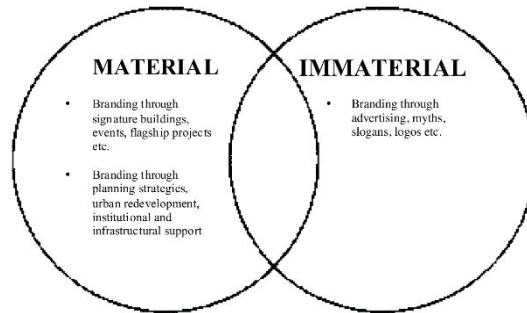 MATERIAL
• Branding through
signature buildings,
events, flagship projects
etc.
• Branding through
planning strategies,
urban redevelopment,
institutional and
infrastructural support
IMMATERIAL
• Branding through
advertising, myths,
slogans, logos etc.